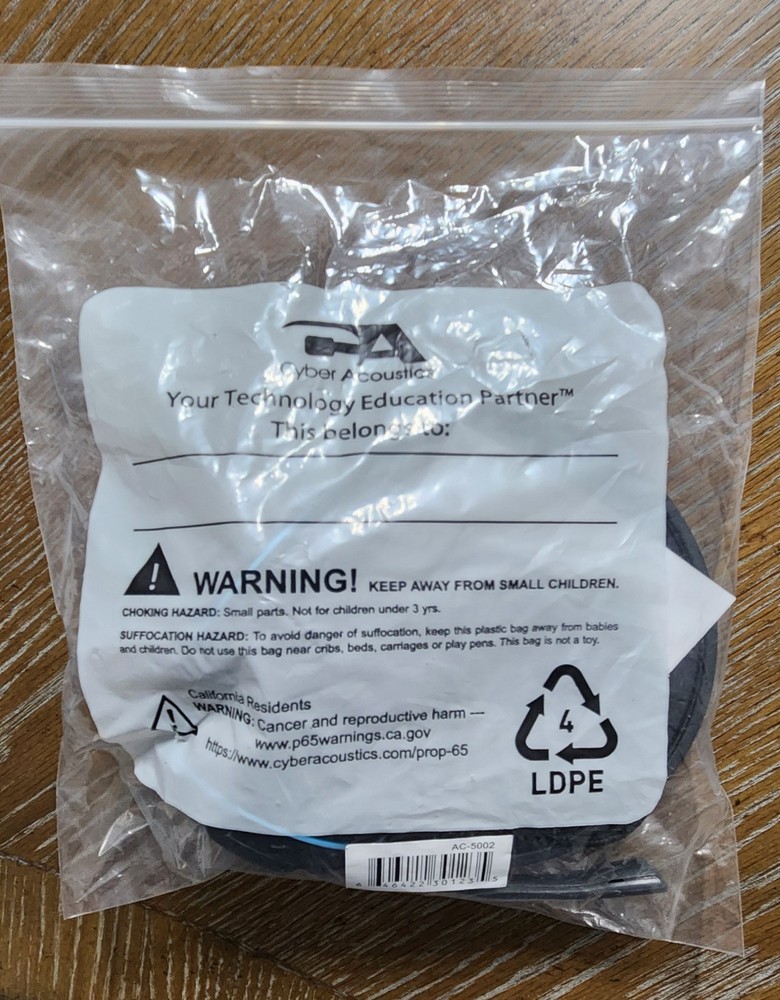 CA
Cyber Acoustics
Your Technology Education Partner™
This belongs to:
! WARNING! KEEP AWAY FROM SMALL CHILDREN.
CHOKING HAZARD: Small parts. Not for children under 3 yrs.
SUFFOCATION HAZARD: To avoid danger of suffocation, keep this plastic bag away from babies
and children. Do not use this bag near cribs, beds, carriages or play pens. This bag is not a toy.
California Residents
! WARNING: Cancer and reproductive harm —
www.p65warnings.ca.gov
https://www.cyberacoustics.com/prop-65
4
LDPE
AC-5002
6 46422 30123 5